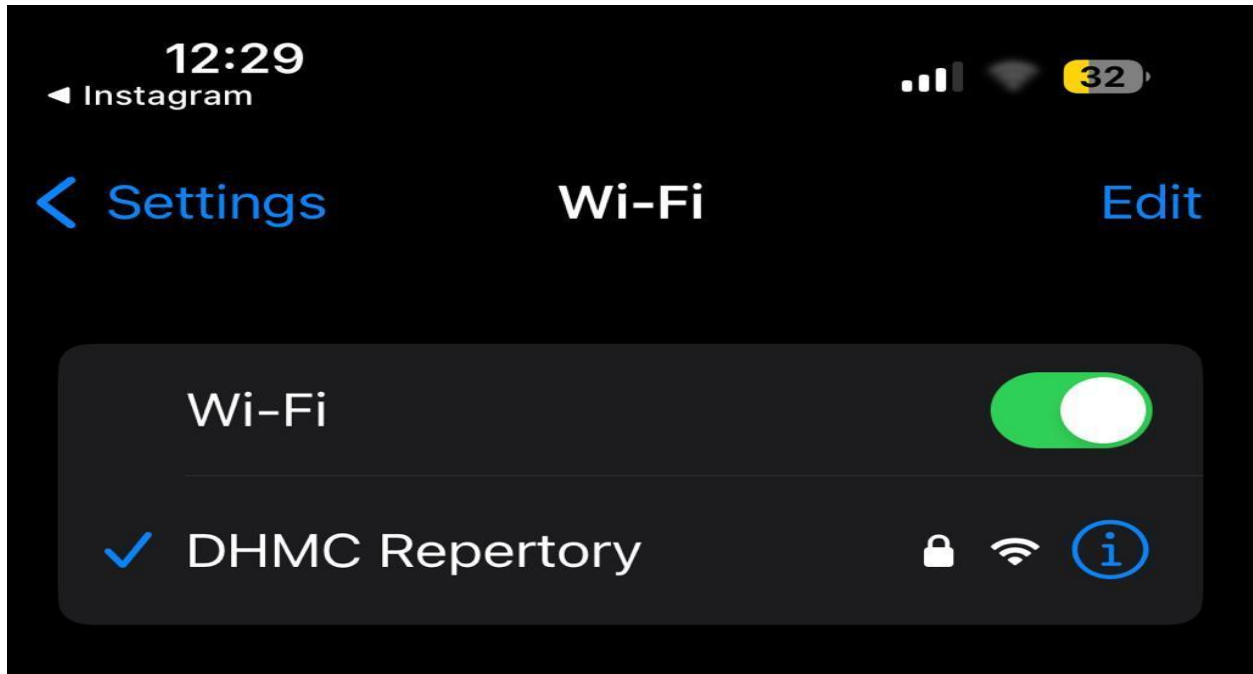 12:29
◀ Instagram
32
Settings
Wi-Fi
Edit
Wi-Fi
DHMC Repertory